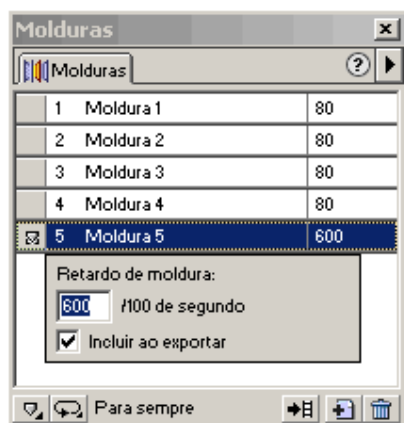 Molduras
Molduras
1 Moldura 1 80
2 Moldura 2 80
3 Moldura 3 80
4 Moldura 4 80
5 Moldura 5 600
Retardo de moldura:
600 /100 de segundo
Incluir ao exportar
Para sempre